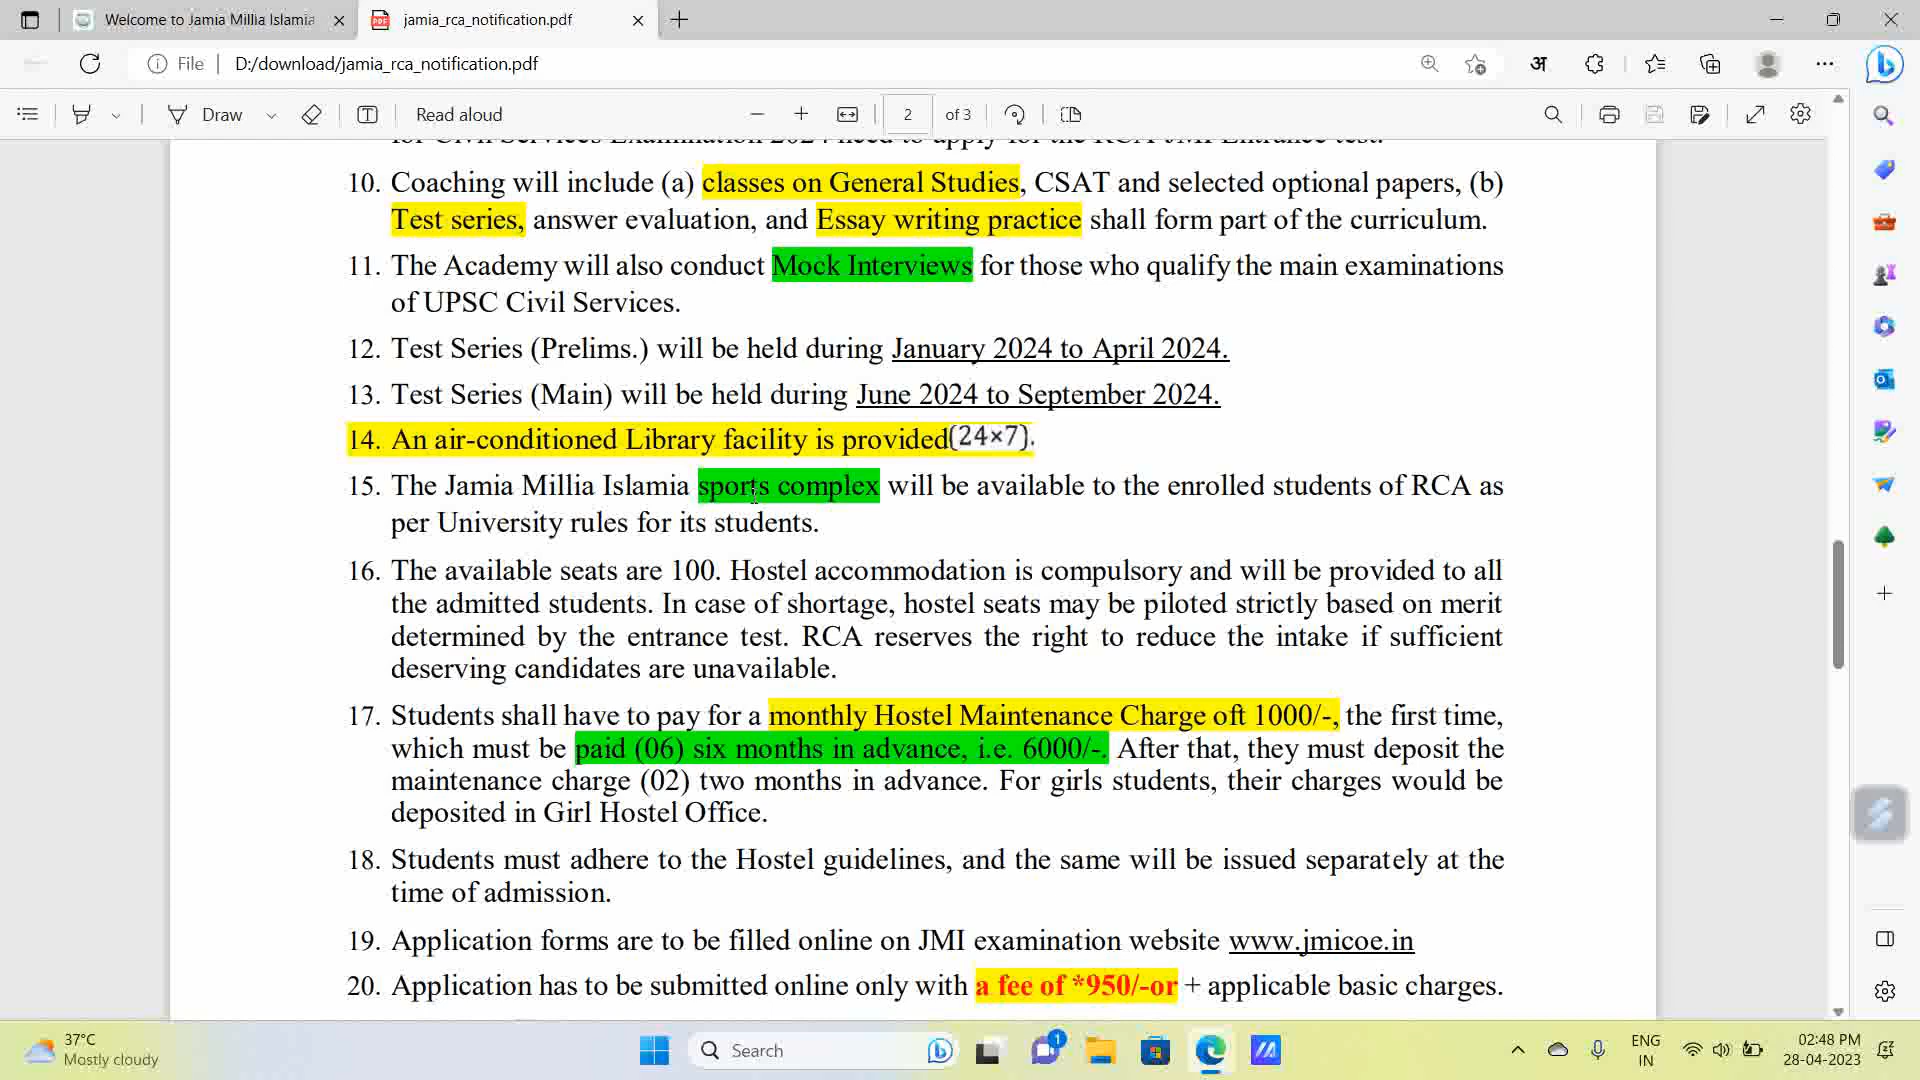 Welcome to Jamia Millia Islamia
jamia_rca_notification.pdf
File
D:/download/jamia_rca_notification.pdf
अ
Draw
Read aloud
2 of 3
for Civil Services Examination 2024 need to apply for the RCA JMI Entrance test.
10. Coaching will include (a) classes on General Studies, CSAT and selected optional papers, (b)
Test series, answer evaluation, and Essay writing practice shall form part of the curriculum.
11. The Academy will also conduct Mock Interviews for those who qualify the main examinations
of UPSC Civil Services.
12. Test Series (Prelims.) will be held during January 2024 to April 2024.
13. Test Series (Main) will be held during June 2024 to September 2024.
14. An air-conditioned Library facility is provided(24×7).
15. The Jamia Millia Islamia sports complex will be available to the enrolled students of RCA as
per University rules for its students.
16. The available seats are 100. Hostel accommodation is compulsory and will be provided to all
the admitted students. In case of shortage, hostel seats may be piloted strictly based on merit
determined by the entrance test. RCA reserves the right to reduce the intake if sufficient
deserving candidates are unavailable.
17. Students shall have to pay for a monthly Hostel Maintenance Charge oft 1000/-, the first time,
which must be paid (06) six months in advance, i.e. 6000/-. After that, they must deposit the
maintenance charge (02) two months in advance. For girls students, their charges would be
deposited in Girl Hostel Office.
18. Students must adhere to the Hostel guidelines, and the same will be issued separately at the
time of admission.
19. Application forms are to be filled online on JMI examination website www.jmicoe.in
20. Application has to be submitted online only with a fee of *950/-or + applicable basic charges.
37°C
Mostly cloudy
Search
1
ENG
IN
02:48 PM
28-04-2023